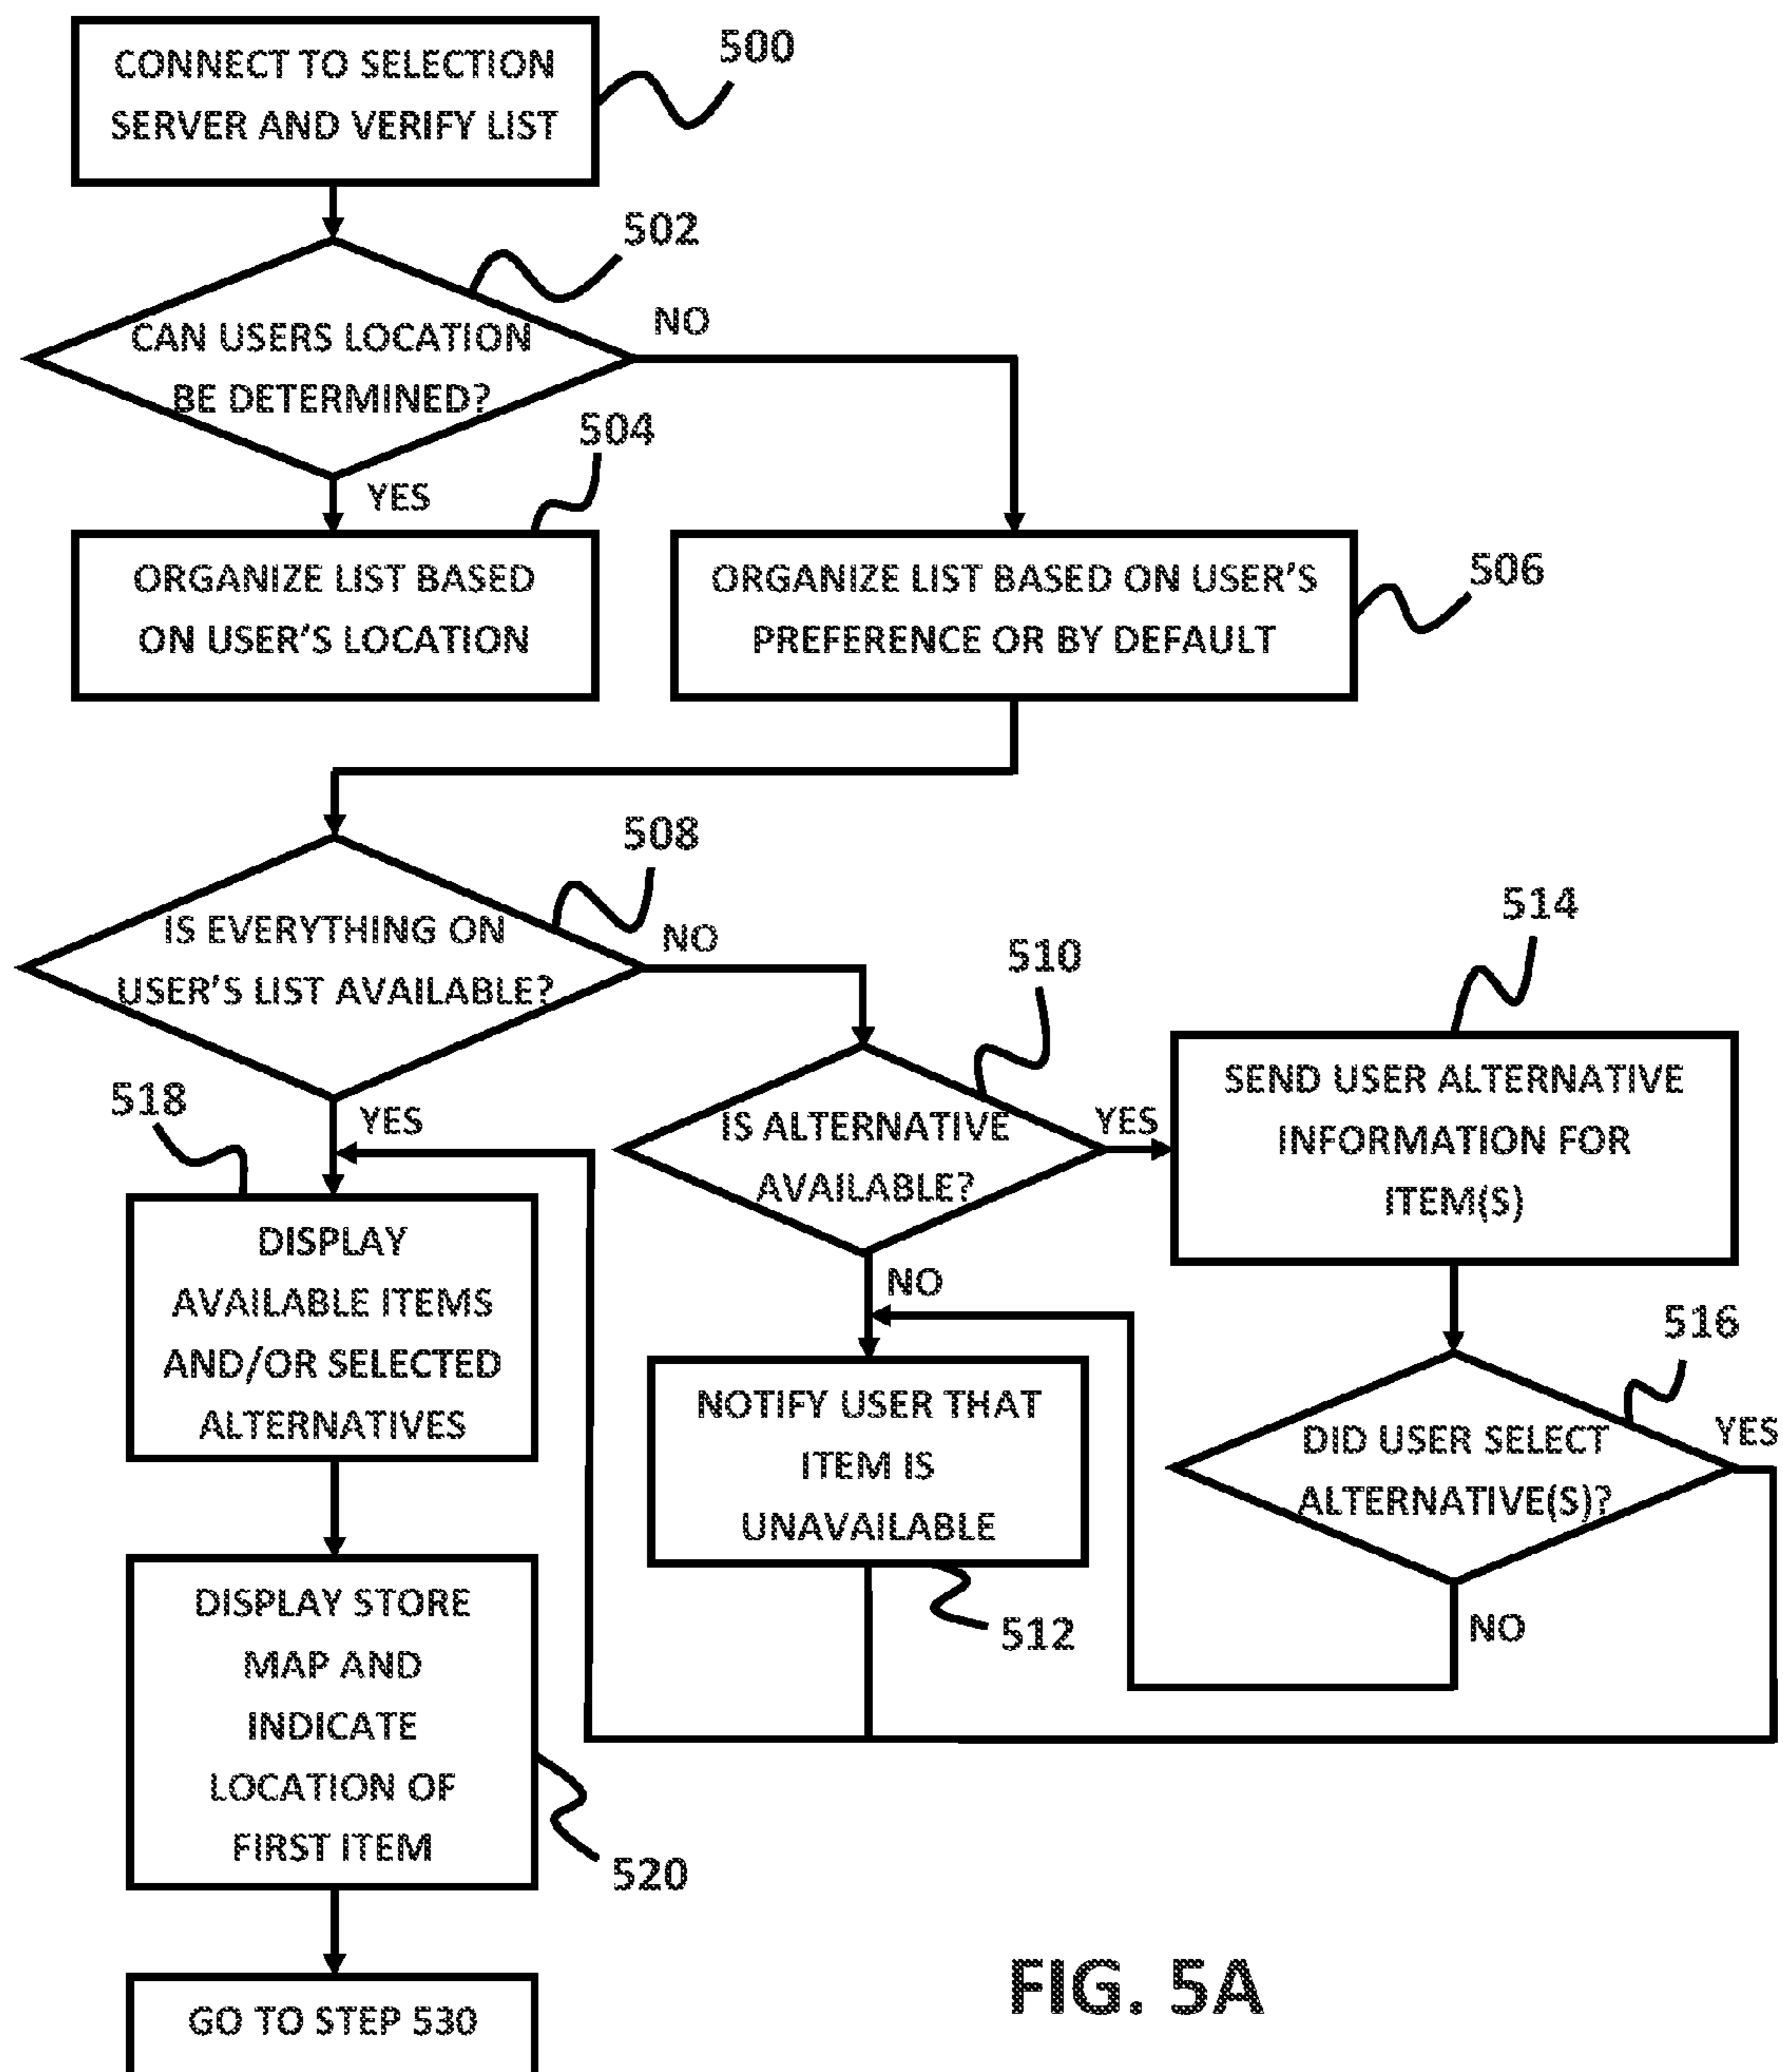 CONNECT TO SELECTION
SERVER AND VERIFY LIST
500
502
CAN USERS LOCATION
BE DETERMINED?
NO
YES
504
ORGANIZE LIST BASED
ON USER'S LOCATION
ORGANIZE LIST BASED ON USER'S
PREFERENCE OR BY DEFAULT
506
508
IS EVERYTHING ON
USER'S LIST AVAILABLE?
NO
YES
510
IS ALTERNATIVE
AVAILABLE?
YES
NO
514
SEND USER ALTERNATIVE
INFORMATION FOR
ITEM(S)
516
DID USER SELECT
ALTERNATIVE(S)?
YES
NO
NOTIFY USER THAT
ITEM IS
UNAVAILABLE
512
518
DISPLAY
AVAILABLE ITEMS
AND/OR SELECTED
ALTERNATIVES
DISPLAY STORE
MAP AND
INDICATE
LOCATION OF
FIRST ITEM
520
GO TO STEP 530
FIG. 5A